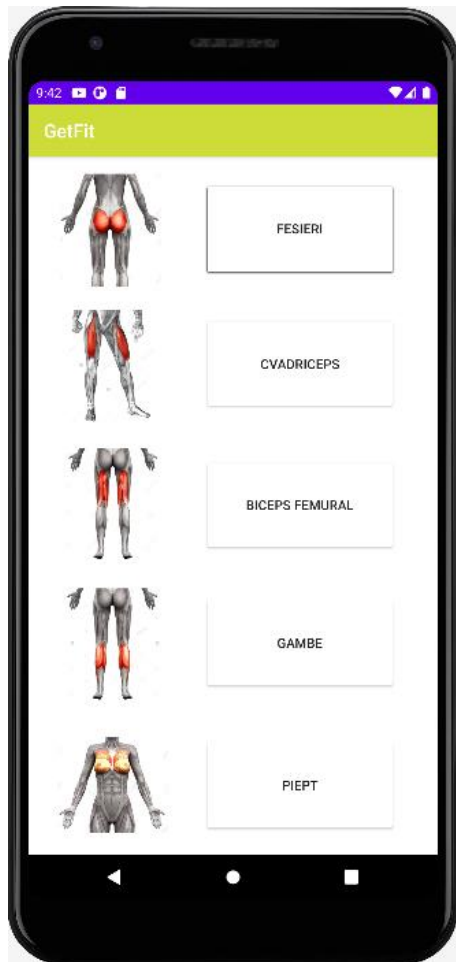 9:42
GetFit
FESIERI
CVADRICEPS
BICEPS FEMURAL
GAMBE
PIEPT